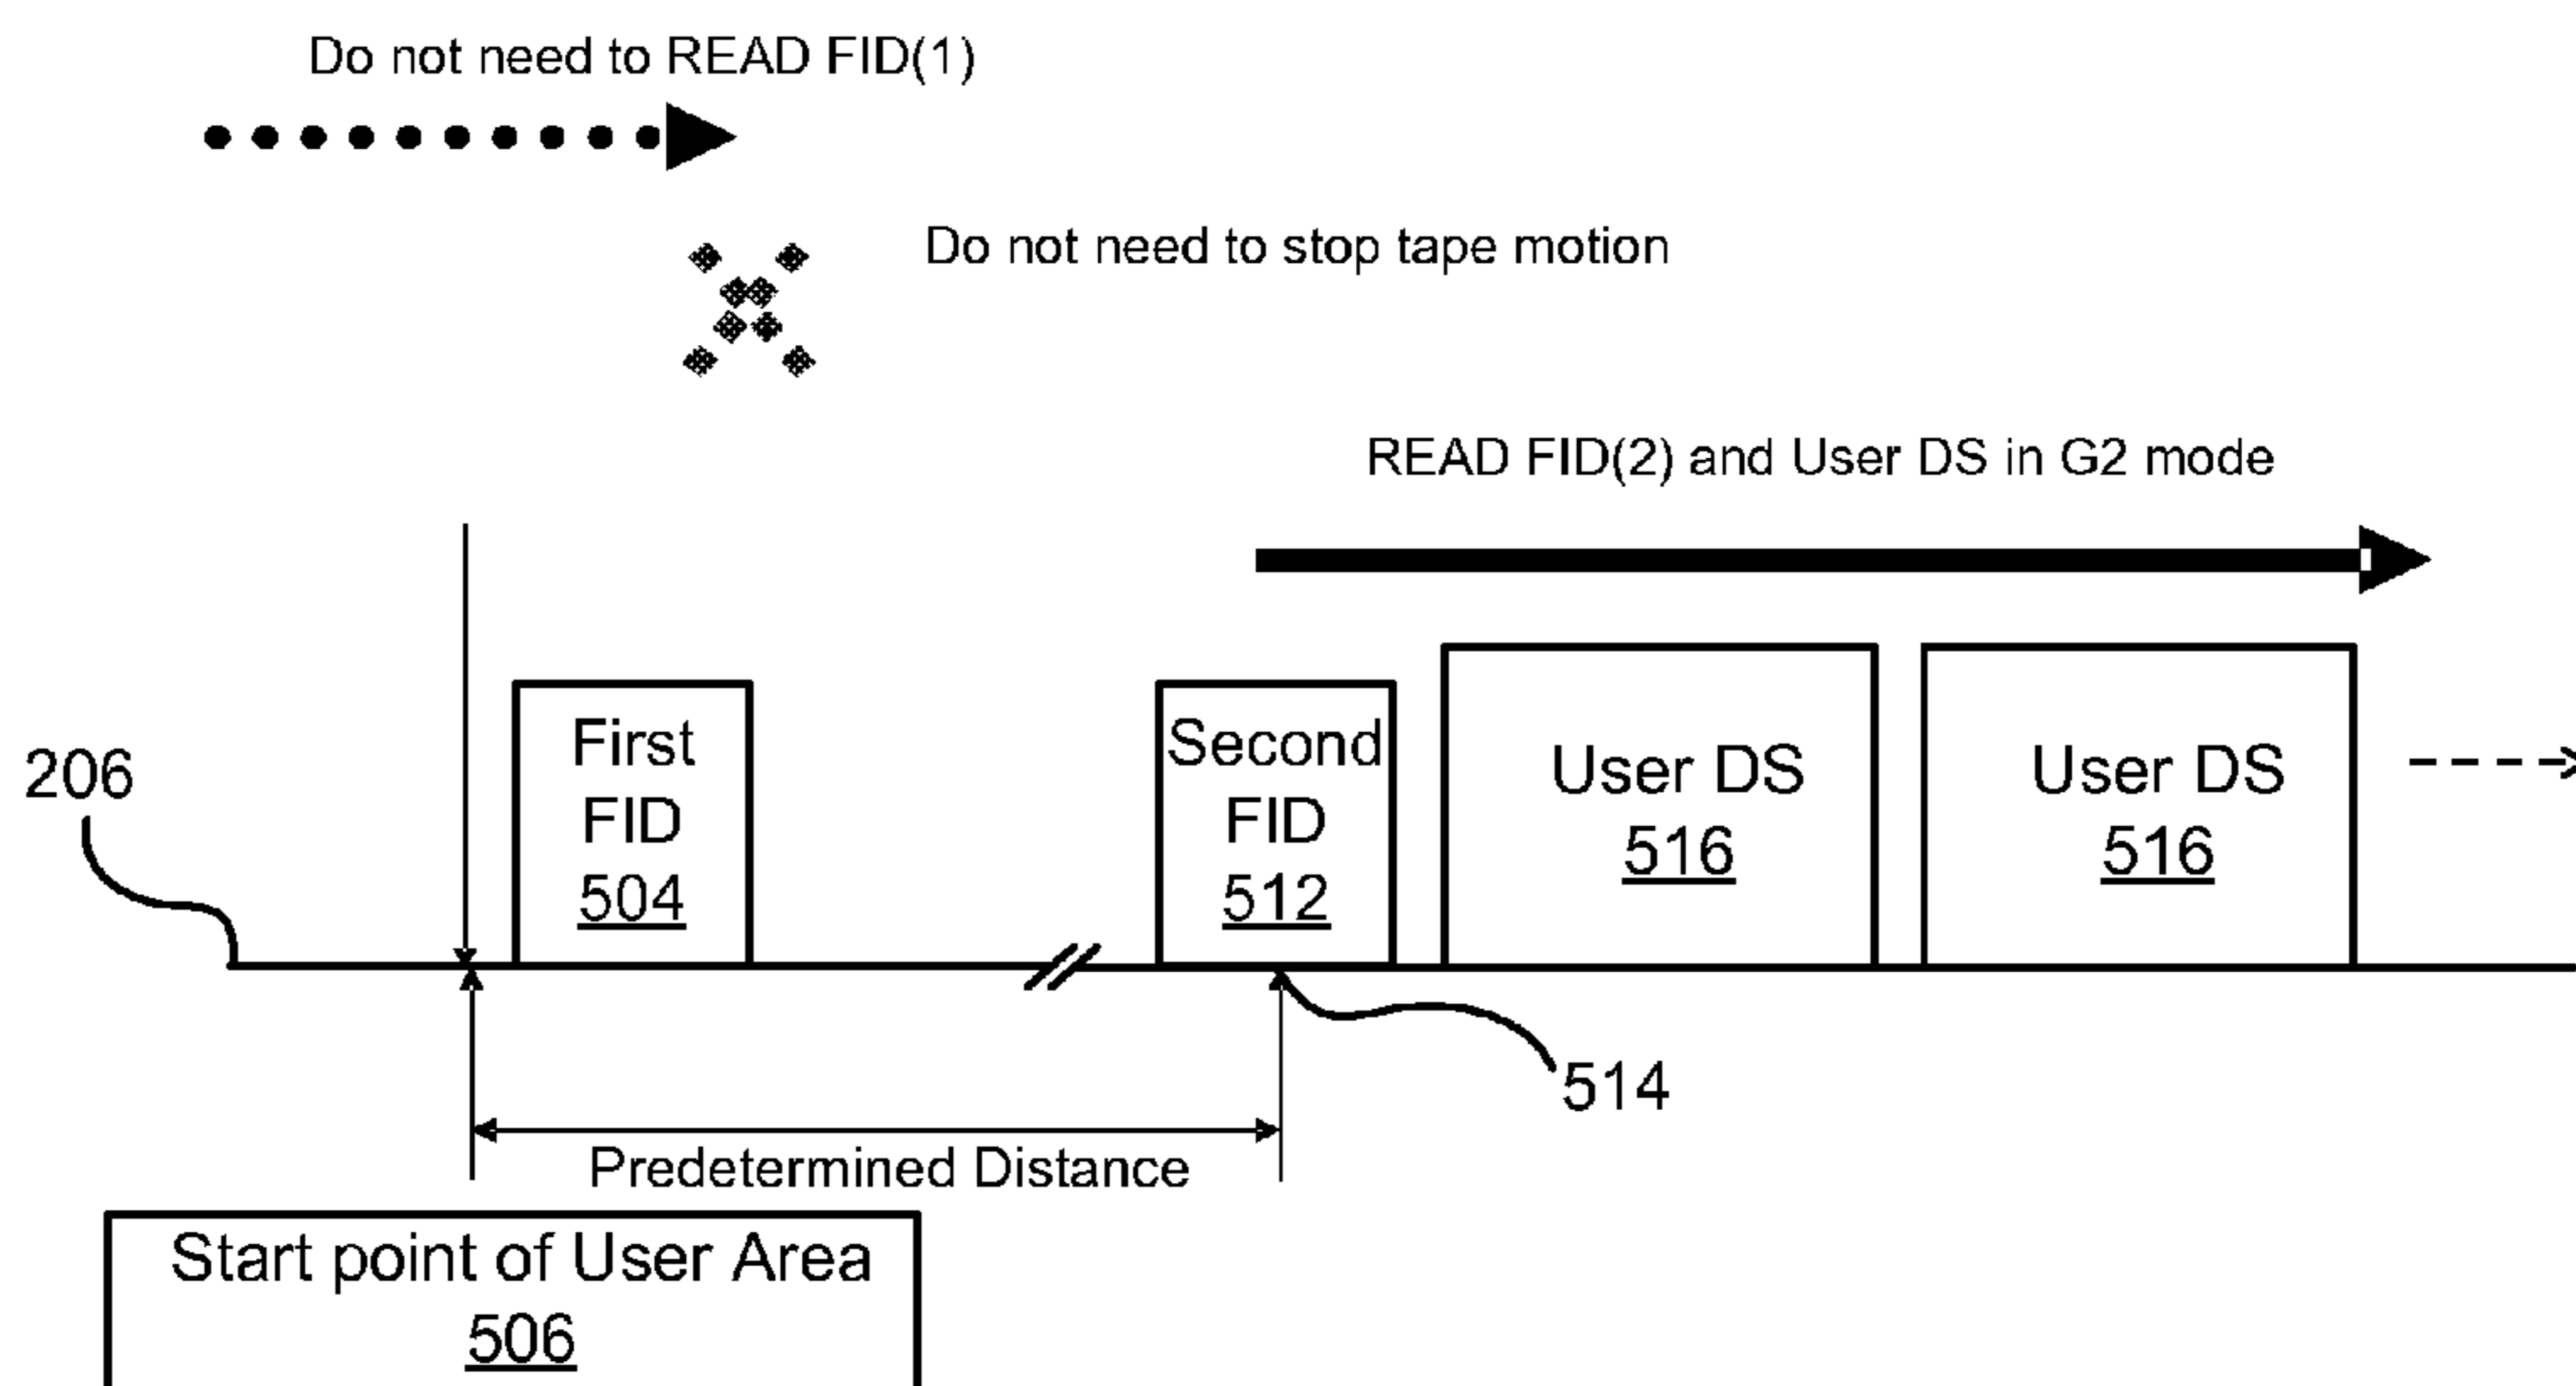 Do not need to READ FID(1)
Do not need to stop tape motion
READ FID(2) and User DS in G2 mode
First
FID
504
Second
FID
512
User DS
516
User DS
516
206
514
Predetermined Distance
Start point of User Area
506